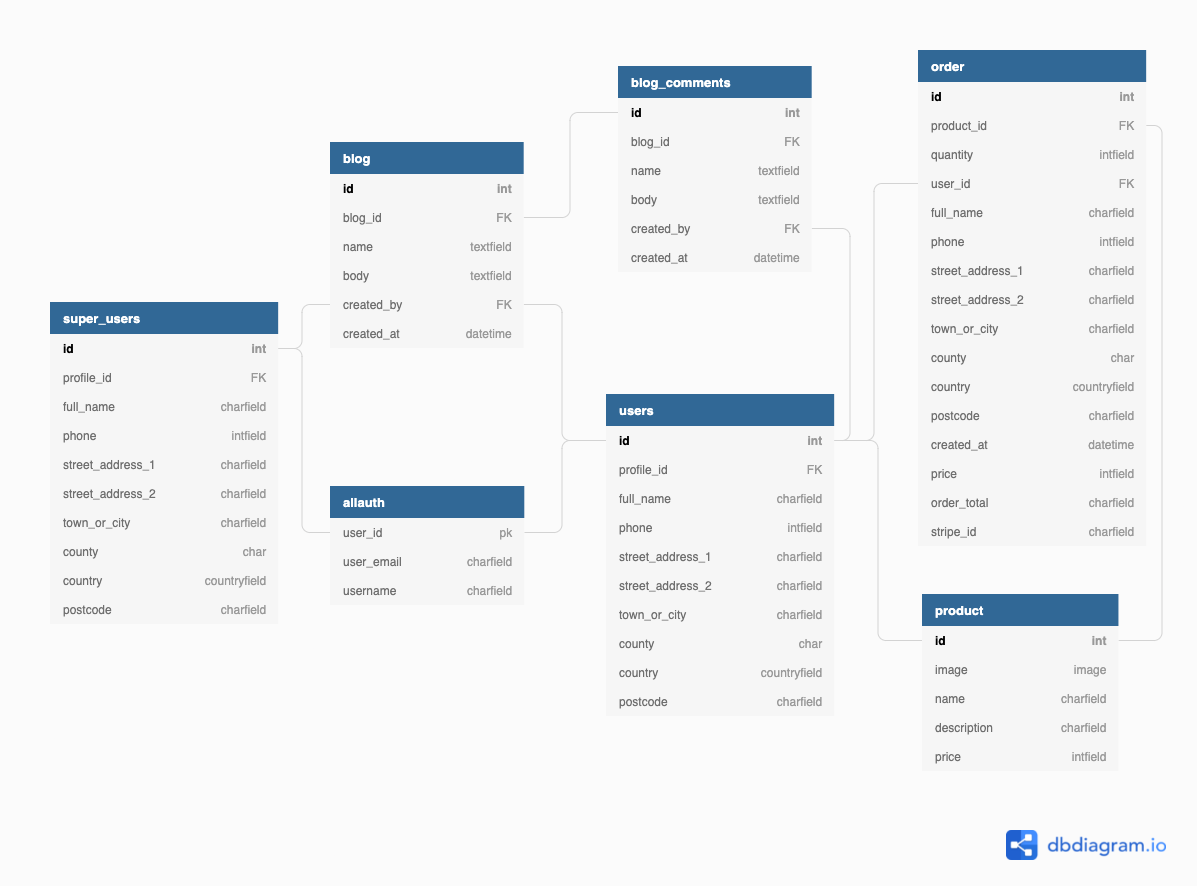 super_users
id int
profile_id FK
full_name charfield
phone intfield
street_address_1 charfield
street_address_2 charfield
town_or_city charfield
county char
country countryfield
postcode charfield
blog
id int
blog_id FK
name textfield
body textfield
created_by FK
created_at datetime
allauth
user_id pk
user_email charfield
username charfield
blog_comments
id int
blog_id FK
name textfield
body textfield
created_by FK
created_at datetime
users
id int
profile_id FK
full_name charfield
phone intfield
street_address_1 charfield
street_address_2 charfield
town_or_city charfield
county char
country countryfield
postcode charfield
order
id int
product_id FK
quantity intfield
user_id FK
full_name charfield
phone intfield
street_address_1 charfield
street_address_2 charfield
town_or_city charfield
county char
country countryfield
postcode charfield
created_at datetime
price intfield
order_total charfield
stripe_id charfield
product
id int
image image
name charfield
description charfield
price intfield
dbdiagram.io